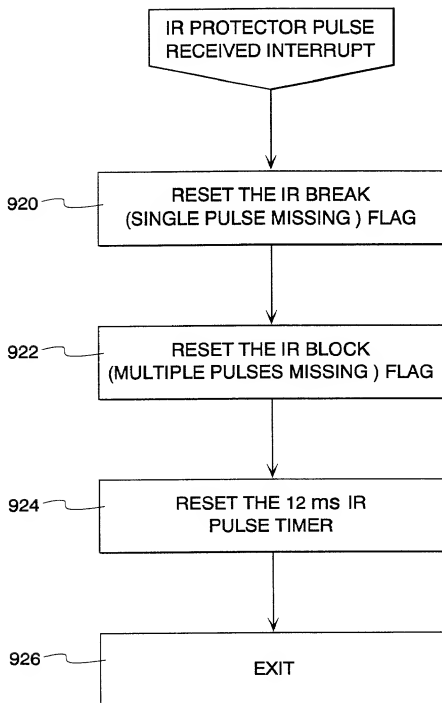 IR PROTECTOR PULSE
RECEIVED INTERRUPT
920
RESET THE IR BREAK
(SINGLE PULSE MISSING ) FLAG
922
RESET THE IR BLOCK
(MULTIPLE PULSES MISSING ) FLAG
924
RESET THE 12 ms IR
PULSE TIMER
926
EXIT